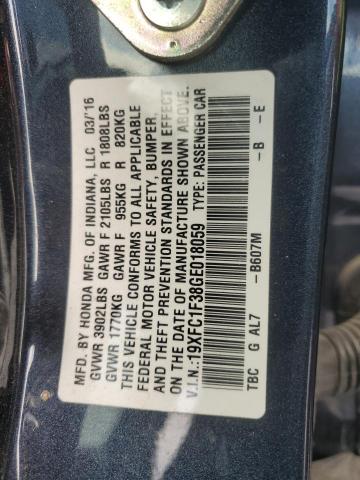 MFD. BY HONDA MFG. OF INDIANA, LLC 03/16
GVWR 3902LBS GAWR F 2105LBS R 1808LBS
GVWR 1770KG GAWR F 955KG R 820KG
THIS VEHICLE CONFORMS TO ALL APPLICABLE
FEDERAL MOTOR VEHICLE SAFETY, BUMPER,
AND THEFT PREVENTION STANDARDS IN EFFECT
ON THE DATE OF MANUFACTURE SHOWN ABOVE.
V.I.N.:19XFC1F38GE018059 TYPE: PASSENGER CAR
TBC G AL7 -B607M -B -E